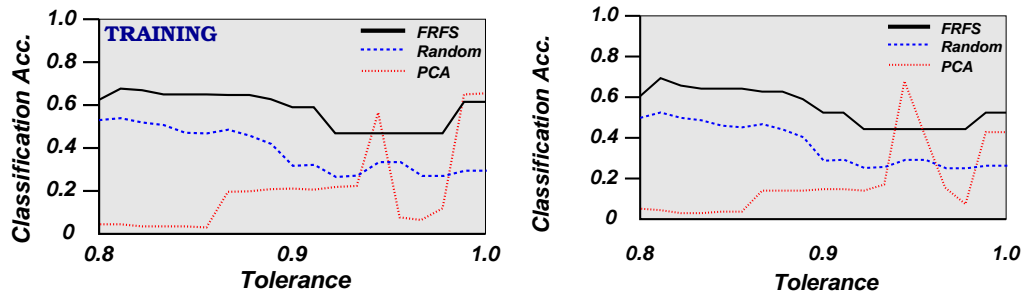 1.0
TRAINING
FRFS
Random
PCA
0.8
0.6
0.4
0.2
0
Classification Acc.
0.8
0.9
1.0
Tolerance
1.0
FRFS
Random
PCA
0.8
0.6
0.4
0.2
0
Classification Acc.
0.8
0.9
1.0
Tolerance